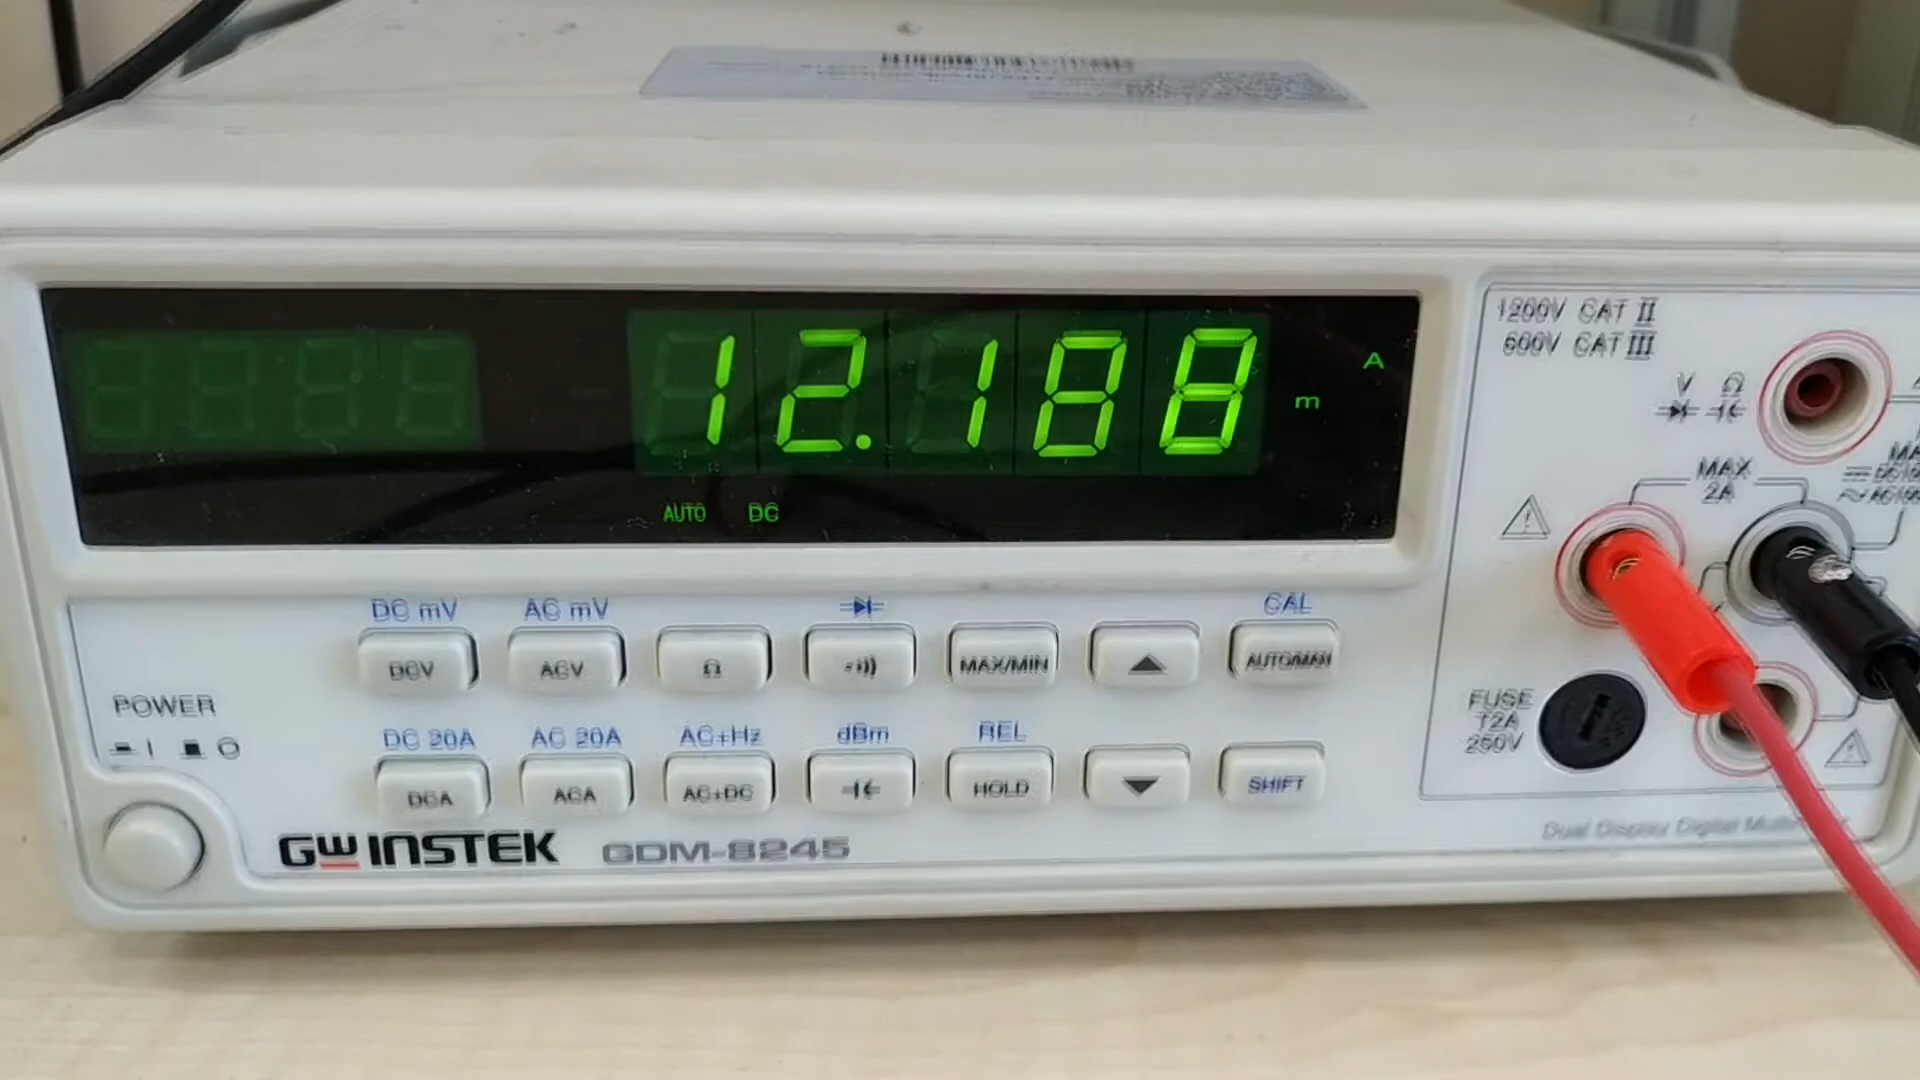 1200V CAT II
600V CAT III
12.188
m
A
AUTO DC
V Ω
MAX
2A
DC mV AC mV CAL
DCV ACV Ω MAX/MIN AUTO/MAN
POWER
I O
DC 20A AC 20A AC+Hz dBm REL
DCA ACA AC+DC HOLD SHIFT
FUSE
T2A
250V
GW INSTEK GDM-8245
Dual Display Digital